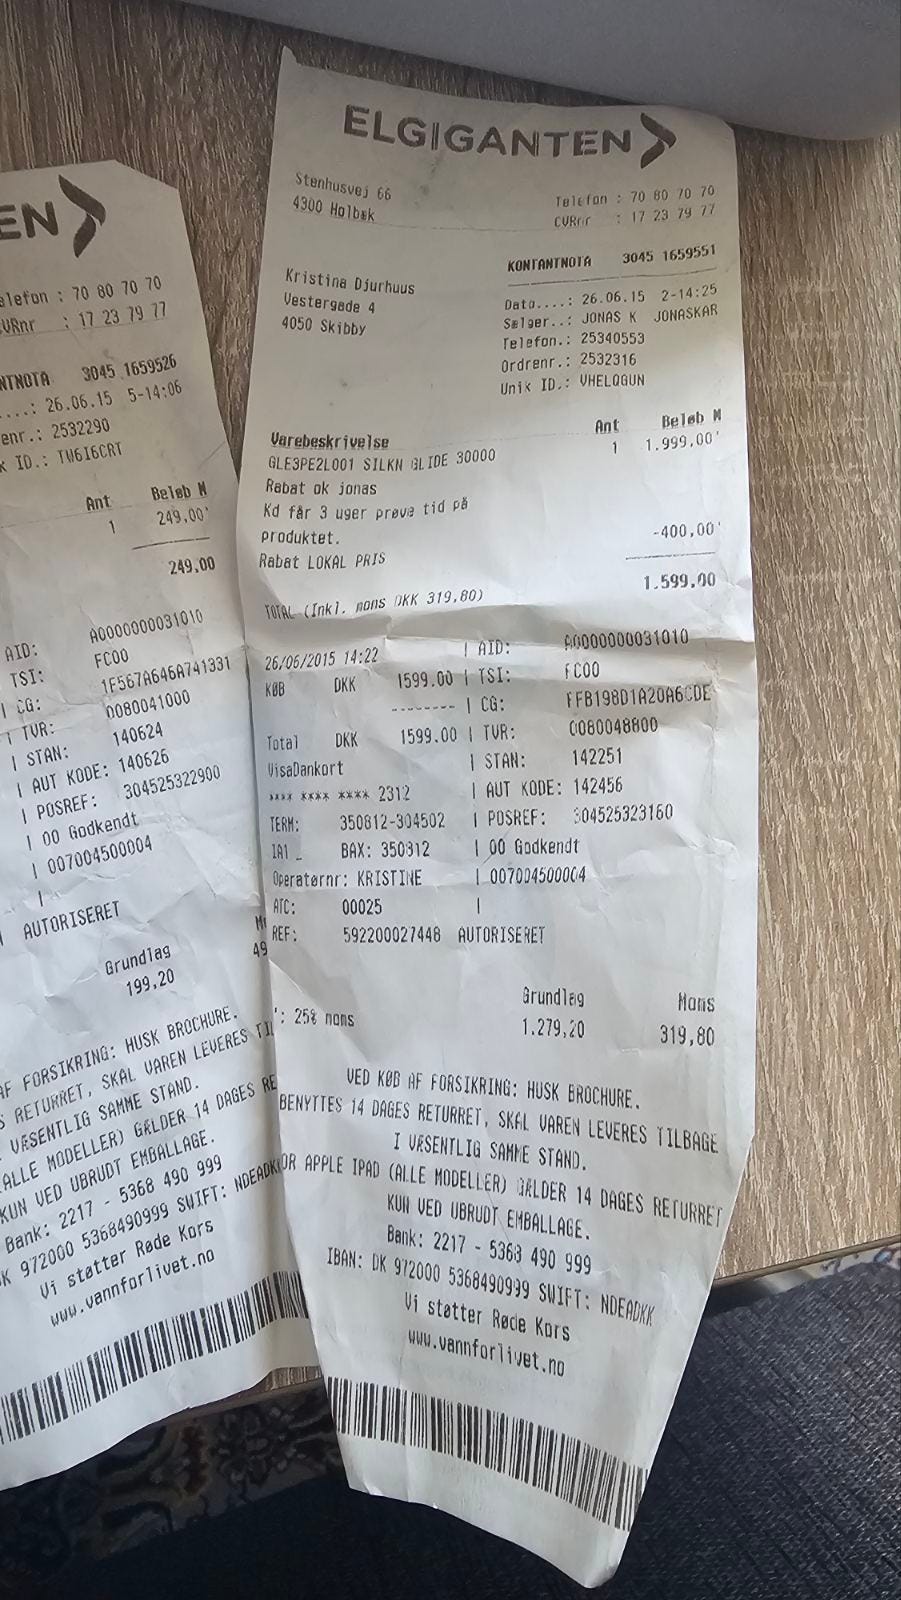 EN
elefon : 70 80 70 70
VRnr : 17 23 79 77
NTNOTA 3045 1659526
....: 26.06.15 5-14:06
enr.: 2532290
k ID.: TW6I6CRT
Ant Beløb M
1 249,00'
249,00
AID: A0000000031010
TSI: FC00
| CG: 1F567A646A741331
| TVR: 0080041000
| STAN: 140624
| AUT KODE: 140626
| POSREF: 304525322900
| 00 Godkendt
| 007004500004
|
AUTORISERET
Grundlag
199,20 49
AF FORSIKRING: HUSK BROCHURE.
S RETURRET, SKAL VAREN LEVERES TIL
I VÆSENTLIG SAMME STAND.
(ALLE MODELLER) GÆLDER 14 DAGES RE
KUN VED UBRUDT EMBALLAGE.
Bank: 2217 - 5368 490 999
K 972000 5368490999 SWIFT: NDEADKK
Vi støtter Røde Kors
www.vannforlivet.no
ELGIGANTEN
Stenhusvej 66 Telefon : 70 80 70 70
4300 Holbæk CVRnr : 17 23 79 77
KONTANTNOTA 3045 1659551
Kristina Djurhuus Dato....: 26.06.15 2-14:25
Vestergade 4 Sælger..: JONAS K JONASKAR
4050 Skibby Telefon.: 25340553
Ordrenr.: 2532316
Unik ID.: VHELQGUN
Varebeskrivelse Ant Beløb M
GLE3PE2L001 SILKN GLIDE 30000 1 1.999,00'
Rabat ok jonas
Kd får 3 uger prøve tid på
produktet.
Rabat LOKAL PRIS -400,00'
TOTAL (Inkl. moms DKK 319,80) 1.599,00
26/06/2015 14:22 | AID: A0000000031010
KØB DKK 1599.00 | TSI: FC00
-------- | CG: FFB198D1A20A6CDE
Total DKK 1599.00 | TVR: 0080048800
VisaDankort | STAN: 142251
**** **** **** 2312 | AUT KODE: 142456
TERM: 350812-304502 | POSREF: 304525323160
IA1 _ BAX: 350812 | 00 Godkendt
Operatørnr: KRISTINE | 007004500004
ATC: 00025 |
REF: 592200027448 AUTORISERET
Grundlag Moms
': 25% moms 1.279,20 319,80
VED KØB AF FORSIKRING: HUSK BROCHURE.
BENYTTES 14 DAGES RETURRET, SKAL VAREN LEVERES TILBAGE
I VÆSENTLIG SAMME STAND.
OR APPLE IPAD (ALLE MODELLER) GÆLDER 14 DAGES RETURRET
KUN VED UBRUDT EMBALLAGE.
Bank: 2217 - 5368 490 999
IBAN: DK 972000 5368490999 SWIFT: NDEADKK
Vi støtter Røde Kors
www.vannforlivet.no